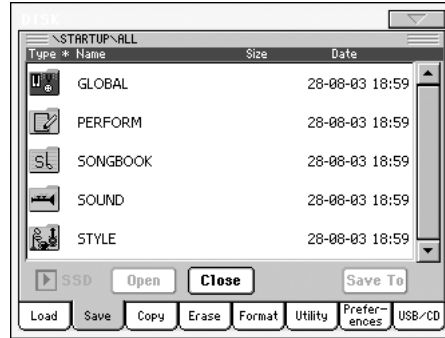 DISK
\STARTUP\ALL
Type * Name Size Date
GLOBAL 28-08-03 18:59
PERFORM 28-08-03 18:59
SONGBOOK 28-08-03 18:59
SOUND 28-08-03 18:59
STYLE 28-08-03 18:59
SSD Open Close Save To
Load Save Copy Erase Format Utility Prefer-ences USB/CD